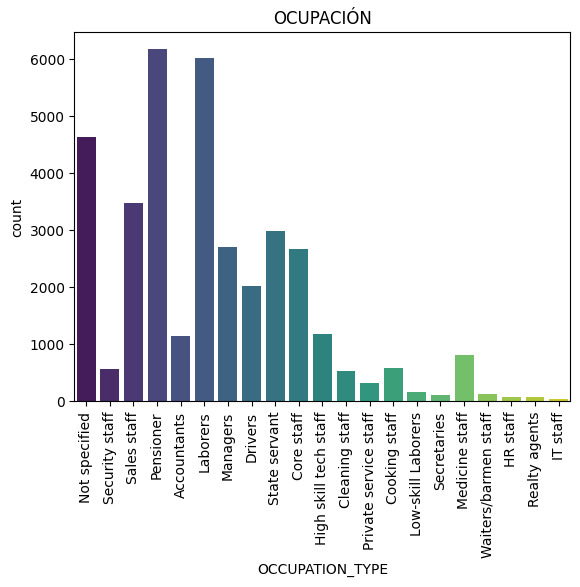 OCUPACIÓN
count
6000
5000
4000
3000
2000
1000
0
Not specified
Security staff
Sales staff
Pensioner
Accountants
Laborers
Managers
Drivers
State servant
Core staff
High skill tech staff
Cleaning staff
Private service staff
Cooking staff
Low-skill Laborers
Secretaries
Medicine staff
Waiters/barmen staff
HR staff
Realty agents
IT staff
OCCUPATION_TYPE